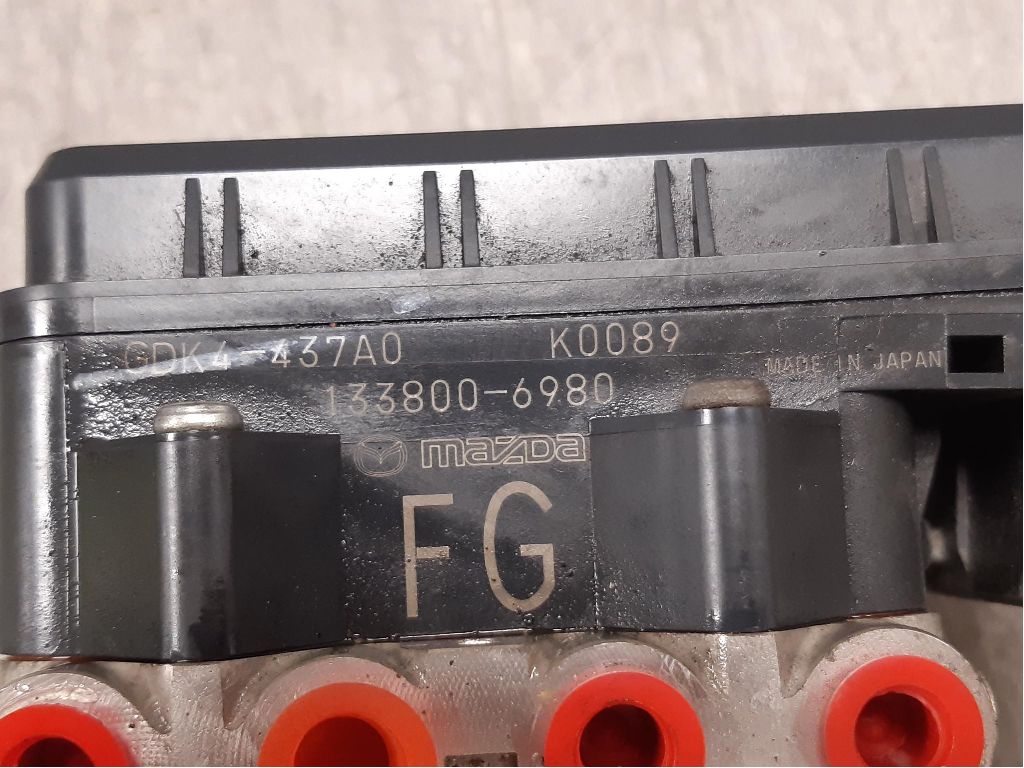 GDK4-437A0 K0089
MADE IN JAPAN
133800-6980
mazda
FG